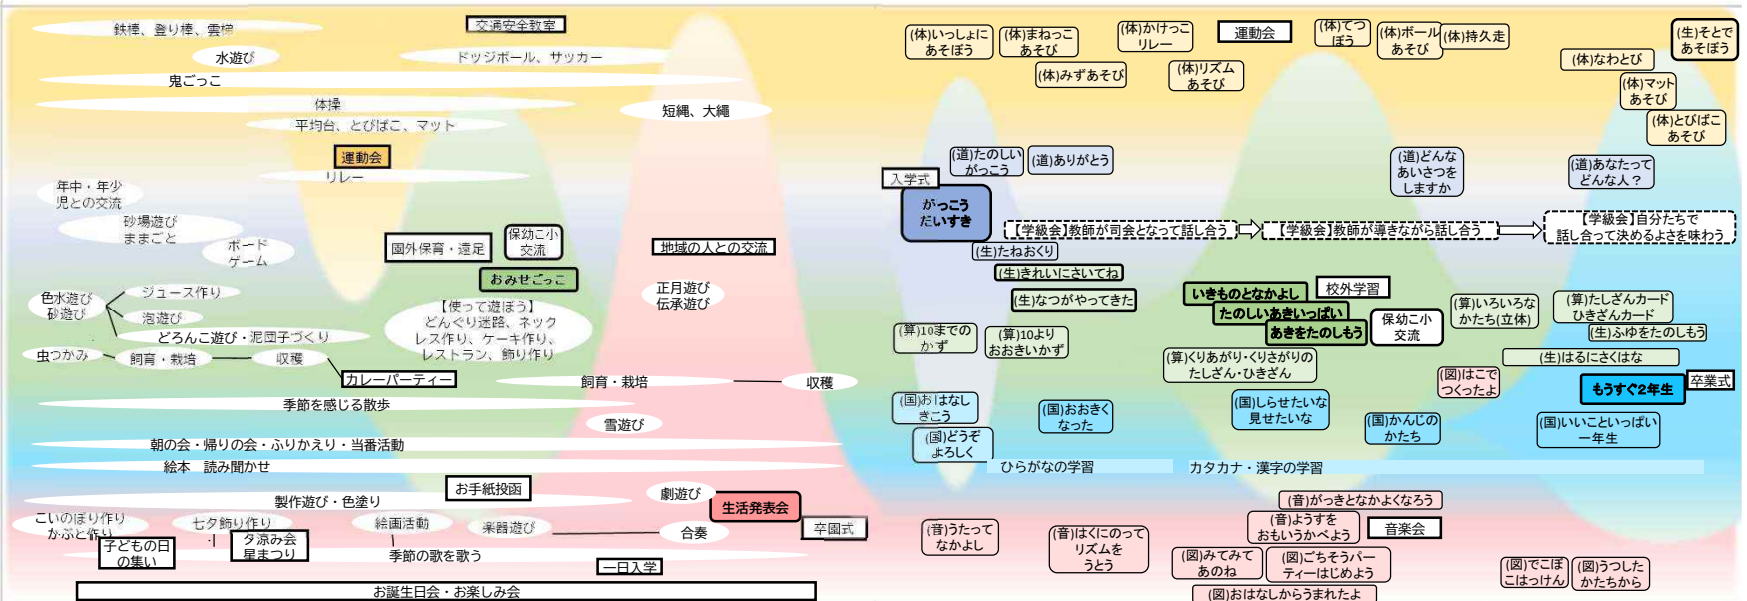 鉄棒、登り棒、雲梯
交通安全教室
水遊び
ドッジボール、サッカー
鬼ごっこ
体操
短縄、大縄
平均台、とびばこ、マット
運動会
リレー
年中・年少
児との交流
砂場遊び
ままごと
ボード
ゲーム
園外保育・遠足
保幼こ小
交流
地域の人との交流
おみせごっこ
色水遊び
砂遊び
ジュース作り
泡遊び
どろんこ遊び・泥団子づくり
【使って遊ぼう】
どんぐり迷路、ネック
レス作り、ケーキ作り、
レストラン、飾り作り
正月遊び
伝承遊び
虫つかみ
飼育・栽培
収穫
カレーパーティー
飼育・栽培
収穫
季節を感じる散歩
雪遊び
朝の会・帰りの会・ふりかえり・当番活動
絵本　読み聞かせ
お手紙投函
製作遊び・色塗り
劇遊び
生活発表会
こいのぼり作り
かぶと作り
七夕飾り作り
絵画活動
楽器遊び
合奏
卒園式
子どもの日
の集い
夕涼み会
星まつり
季節の歌を歌う
一日入学
お誕生日会・お楽しみ会
(体)いっしょに
あそぼう
(体)まねっこ
あそび
(体)かけっこ
リレー
運動会
(体)てつ
ぼう
(体)ボール
あそび
(体)持久走
(生)そとで
あそぼう
(体)みずあそび
(体)リズム
あそび
(体)なわとび
(体)マット
あそび
(体)とびばこ
あそび
(道)たのしい
がっこう
(道)ありがとう
(道)どんな
あいさつを
しますか
(道)あなたって
どんな人？
入学式
がっこう
だいすき
【学級会】教師が司会となって話し合う
【学級会】教師が導きながら話し合う
【学級会】自分たちで
話し合って決めるよさを味わう
(生)たねおくり
(生)きれいにさいてね
(生)なつがやってきた
いきものとなかよし
たのしいあきいっぱい
あきをたのしもう
校外学習
保幼こ小
交流
(算)いろいろな
かたち(立体)
(算)たしざんカード
ひきざんカード
(生)ふゆをたのしもう
(算)10までの
かず
(算)10より
おおきいかず
(算)くりあがり・くりさがりの
たしざん・ひきざん
(生)はるにさくはな
(図)はこで
つくったよ
もうすぐ2年生
卒業式
(国)おはなし
きこう
(国)おおきく
なった
(国)しらせたいな
見せたいな
(国)かんじの
かたち
(国)いいこといっぱい
一年生
(国)どうぞ
よろしく
ひらがなの学習
カタカナ・漢字の学習
(音)がっきとなかよくなろう
(音)うたって
なかよし
(音)はくにのって
リズムを
うとう
(音)ようすを
おもいうかべよう
音楽会
(図)みてみて
あのね
(図)ごちそうパー
ティーはじめよう
(図)でこぼ
こはっけん
(図)うつした
かたちから
(図)おはなしからうまれたよ